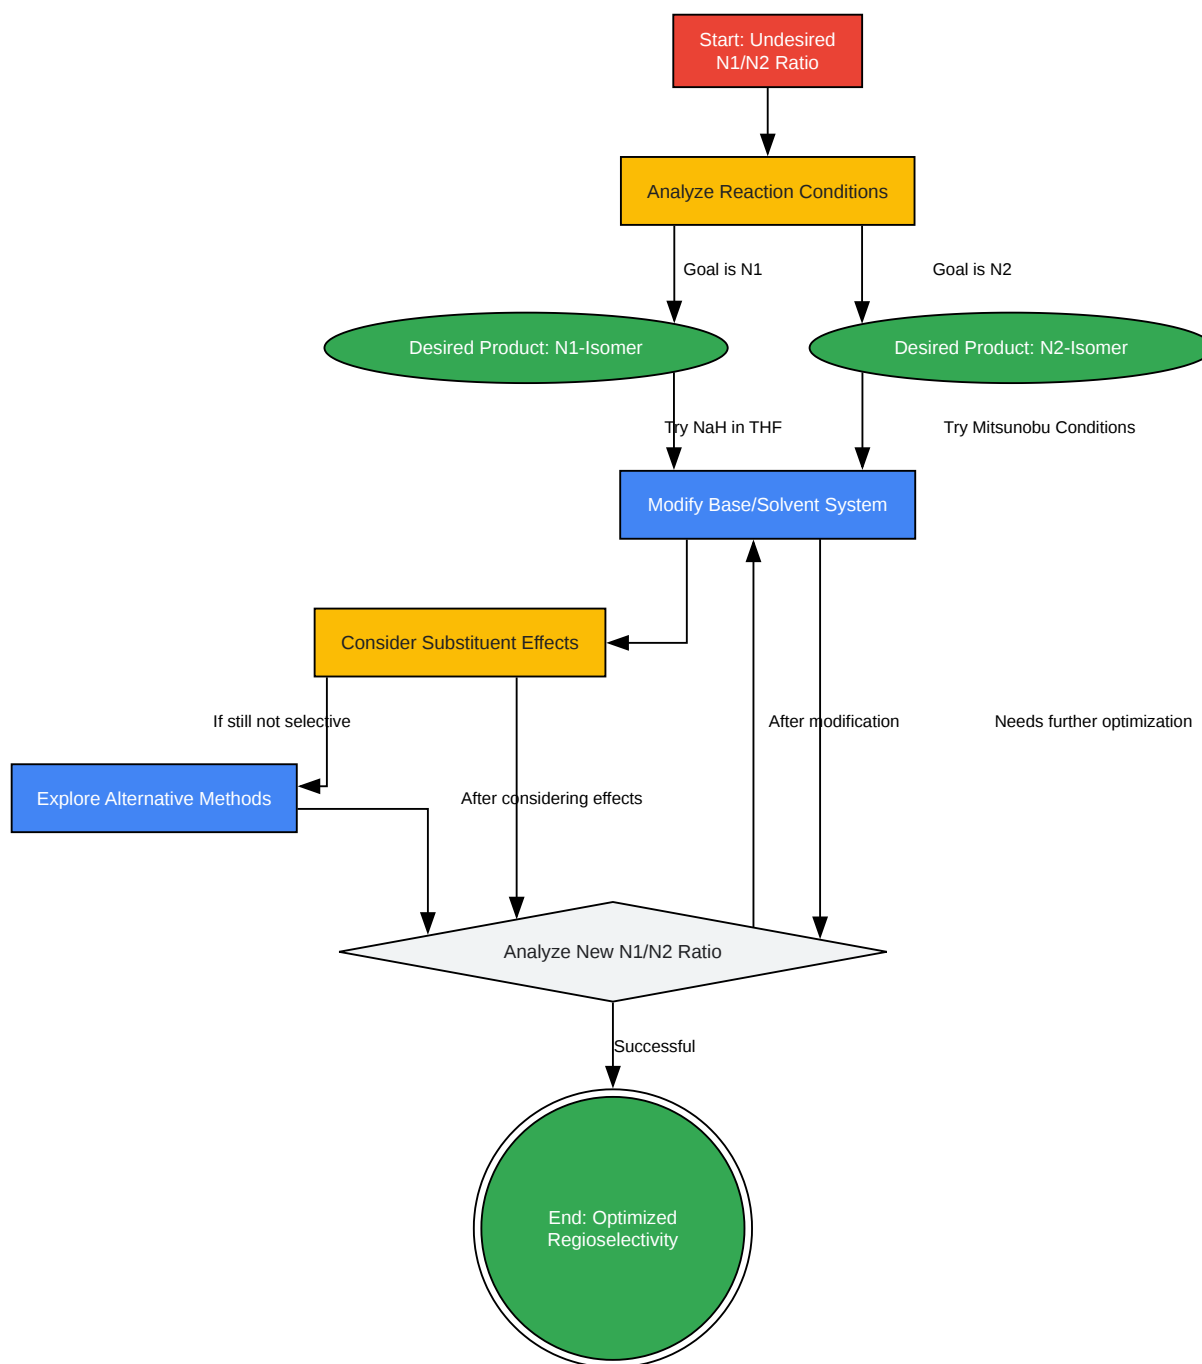 Start: Undesired
N1/N2 Ratio
Analyze Reaction Conditions
Goal is N1
Goal is N2
Desired Product: N1-Isomer
Desired Product: N2-Isomer
Try NaH in THF
Try Mitsunobu Conditions
Modify Base/Solvent System
Consider Substituent Effects
If still not selective
After modification
Needs further optimization
Explore Alternative Methods
After considering effects
Analyze New N1/N2 Ratio
Successful
End: Optimized
Regioselectivity